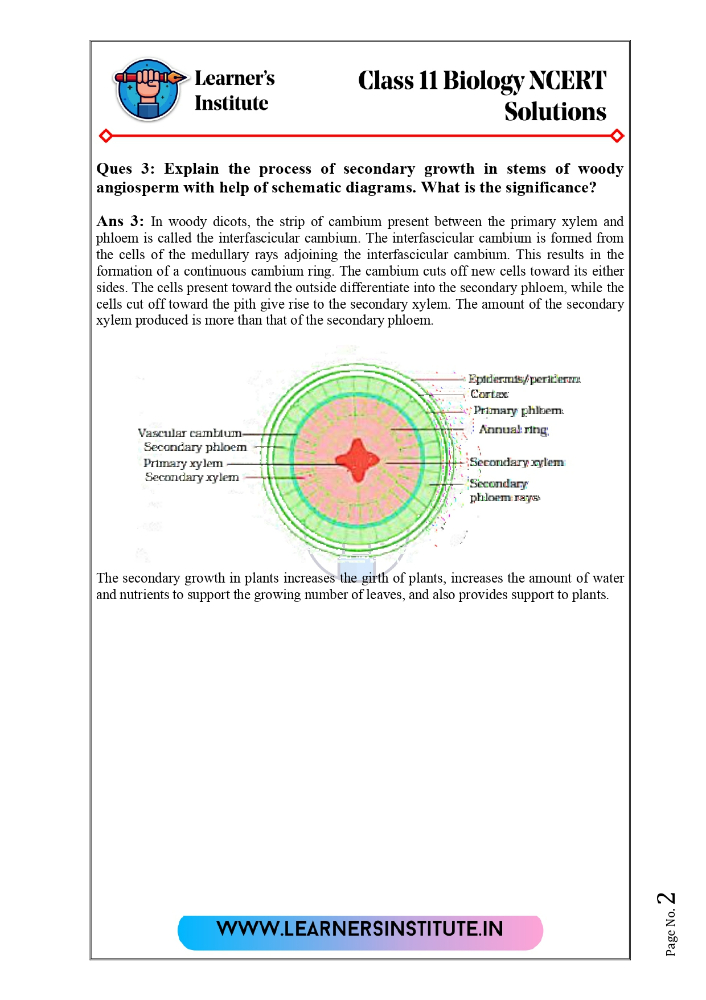 Learner's
Institute
Class 11 Biology NCERT
Solutions
Ques 3: Explain the process of secondary growth in stems of woody
angiosperm with help of schematic diagrams. What is the significance?
Ans 3: In woody dicots, the strip of cambium present between the primary xylem and
phloem is called the interfascicular cambium. The interfascicular cambium is formed from
the cells of the medullary rays adjoining the interfascicular cambium. This results in the
formation of a continuous cambium ring. The cambium cuts off new cells toward its either
sides. The cells present toward the outside differentiate into the secondary phloem, while the
cells cut off toward the pith give rise to the secondary xylem. The amount of the secondary
xylem produced is more than that of the secondary phloem.
Vascular cambium
Secondary phloem
Primary xylem
Secondary xylem
Epidermis/periderm
Cortax
Primary phloem
Annual ring
Secondary xylem
Secondary
phloem rays
The secondary growth in plants increases the girth of plants, increases the amount of water
and nutrients to support the growing number of leaves, and also provides support to plants.
WWW.LEARNERSINSTITUTE.IN
Page No. 2